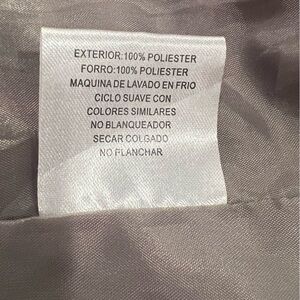 EXTERIOR:100% POLIESTER
FORRO:100% POLIESTER
MAQUINA DE LAVADO EN FRIO
CICLO SUAVE CON
COLORES SIMILARES
NO BLANQUEADOR
SECAR COLGADO
NO PLANCHAR